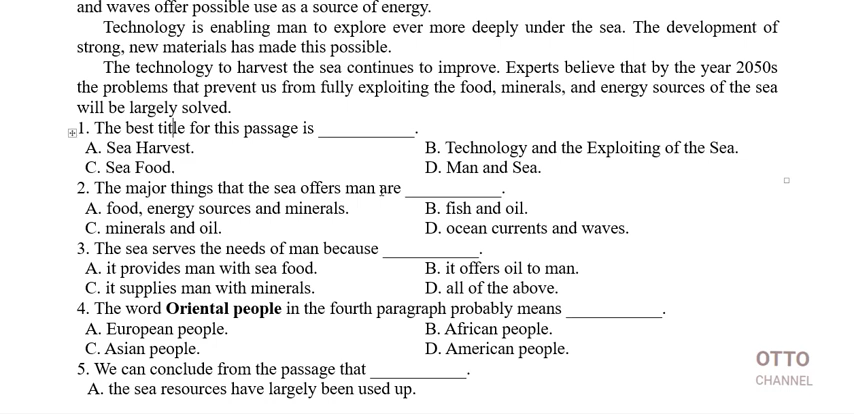 and waves offer possible use as a source of energy.
Technology is enabling man to explore ever more deeply under the sea. The development of
strong, new materials has made this possible.
The technology to harvest the sea continues to improve. Experts believe that by the year 2050s
the problems that prevent us from fully exploiting the food, minerals, and energy sources of the sea
will be largely solved.
1. The best title for this passage is ____________.
A. Sea Harvest. B. Technology and the Exploiting of the Sea.
C. Sea Food. D. Man and Sea.
2. The major things that the sea offers man are ____________.
A. food, energy sources and minerals. B. fish and oil.
C. minerals and oil. D. ocean currents and waves.
3. The sea serves the needs of man because ____________.
A. it provides man with sea food. B. it offers oil to man.
C. it supplies man with minerals. D. all of the above.
4. The word Oriental people in the fourth paragraph probably means ____________.
A. European people. B. African people.
C. Asian people. D. American people.
5. We can conclude from the passage that ____________.
A. the sea resources have largely been used up.
OTTO
CHANNEL